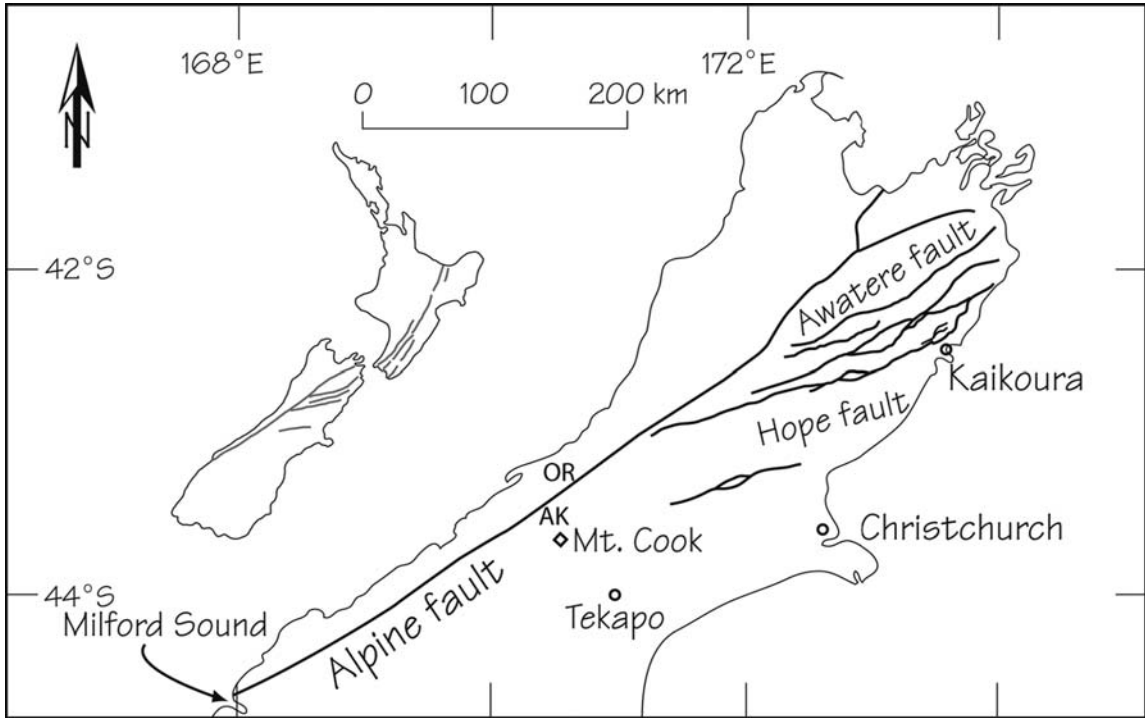 168°E
172°E
N
0 100 200 km
42°S
Awatere fault
Kaikoura
Hope fault
OR
AK
Mt. Cook
Christchurch
44°S
Tekapo
Milford Sound
Alpine fault